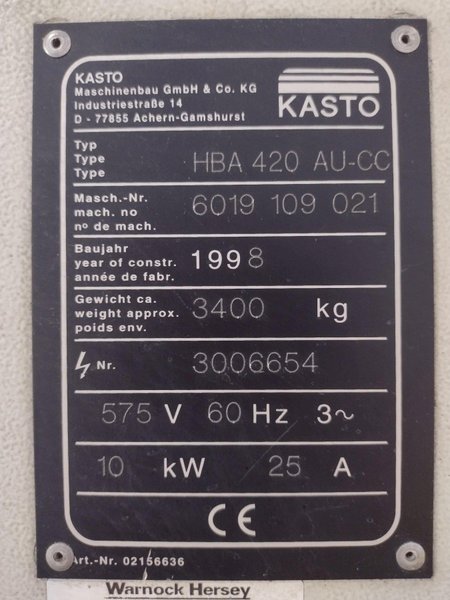 KASTO
Maschinenbau GmbH & Co. KG
Industriestraße 14
D - 77855 Achern-Gamshurst
KASTO
Typ
Type
Type
HBA 420 AU-CC
Masch.-Nr.
mach. no
nº de mach.
6019 109 021
Baujahr
year of constr.
année de fabr.
1998
Gewicht ca.
weight approx.
poids env.
3400 kg
Nr. 3006654
575 V 60 Hz 3~
10 kW 25 A
CE
Art.-Nr. 02156636
Warnock Hersey